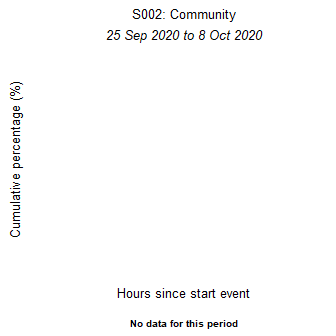 S002: Community
25 Sep 2020 to 8 Oct 2020
Cumulative percentage (%)
Hours since start event
No data for this period